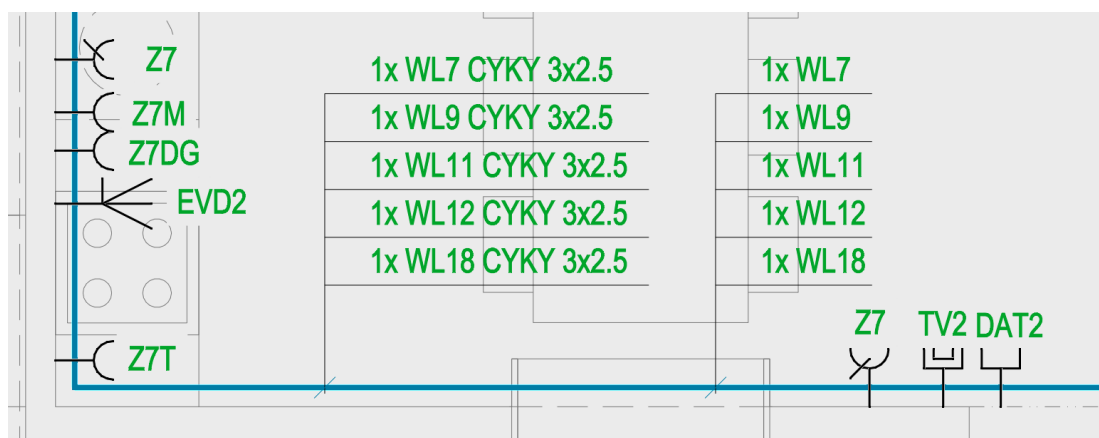 Z7
Z7M
Z7DG
EVD2
Z7T
1x WL7 CYKY 3x2.5
1x WL9 CYKY 3x2.5
1x WL11 CYKY 3x2.5
1x WL12 CYKY 3x2.5
1x WL18 CYKY 3x2.5
1x WL7
1x WL9
1x WL11
1x WL12
1x WL18
Z7 TV2 DAT2